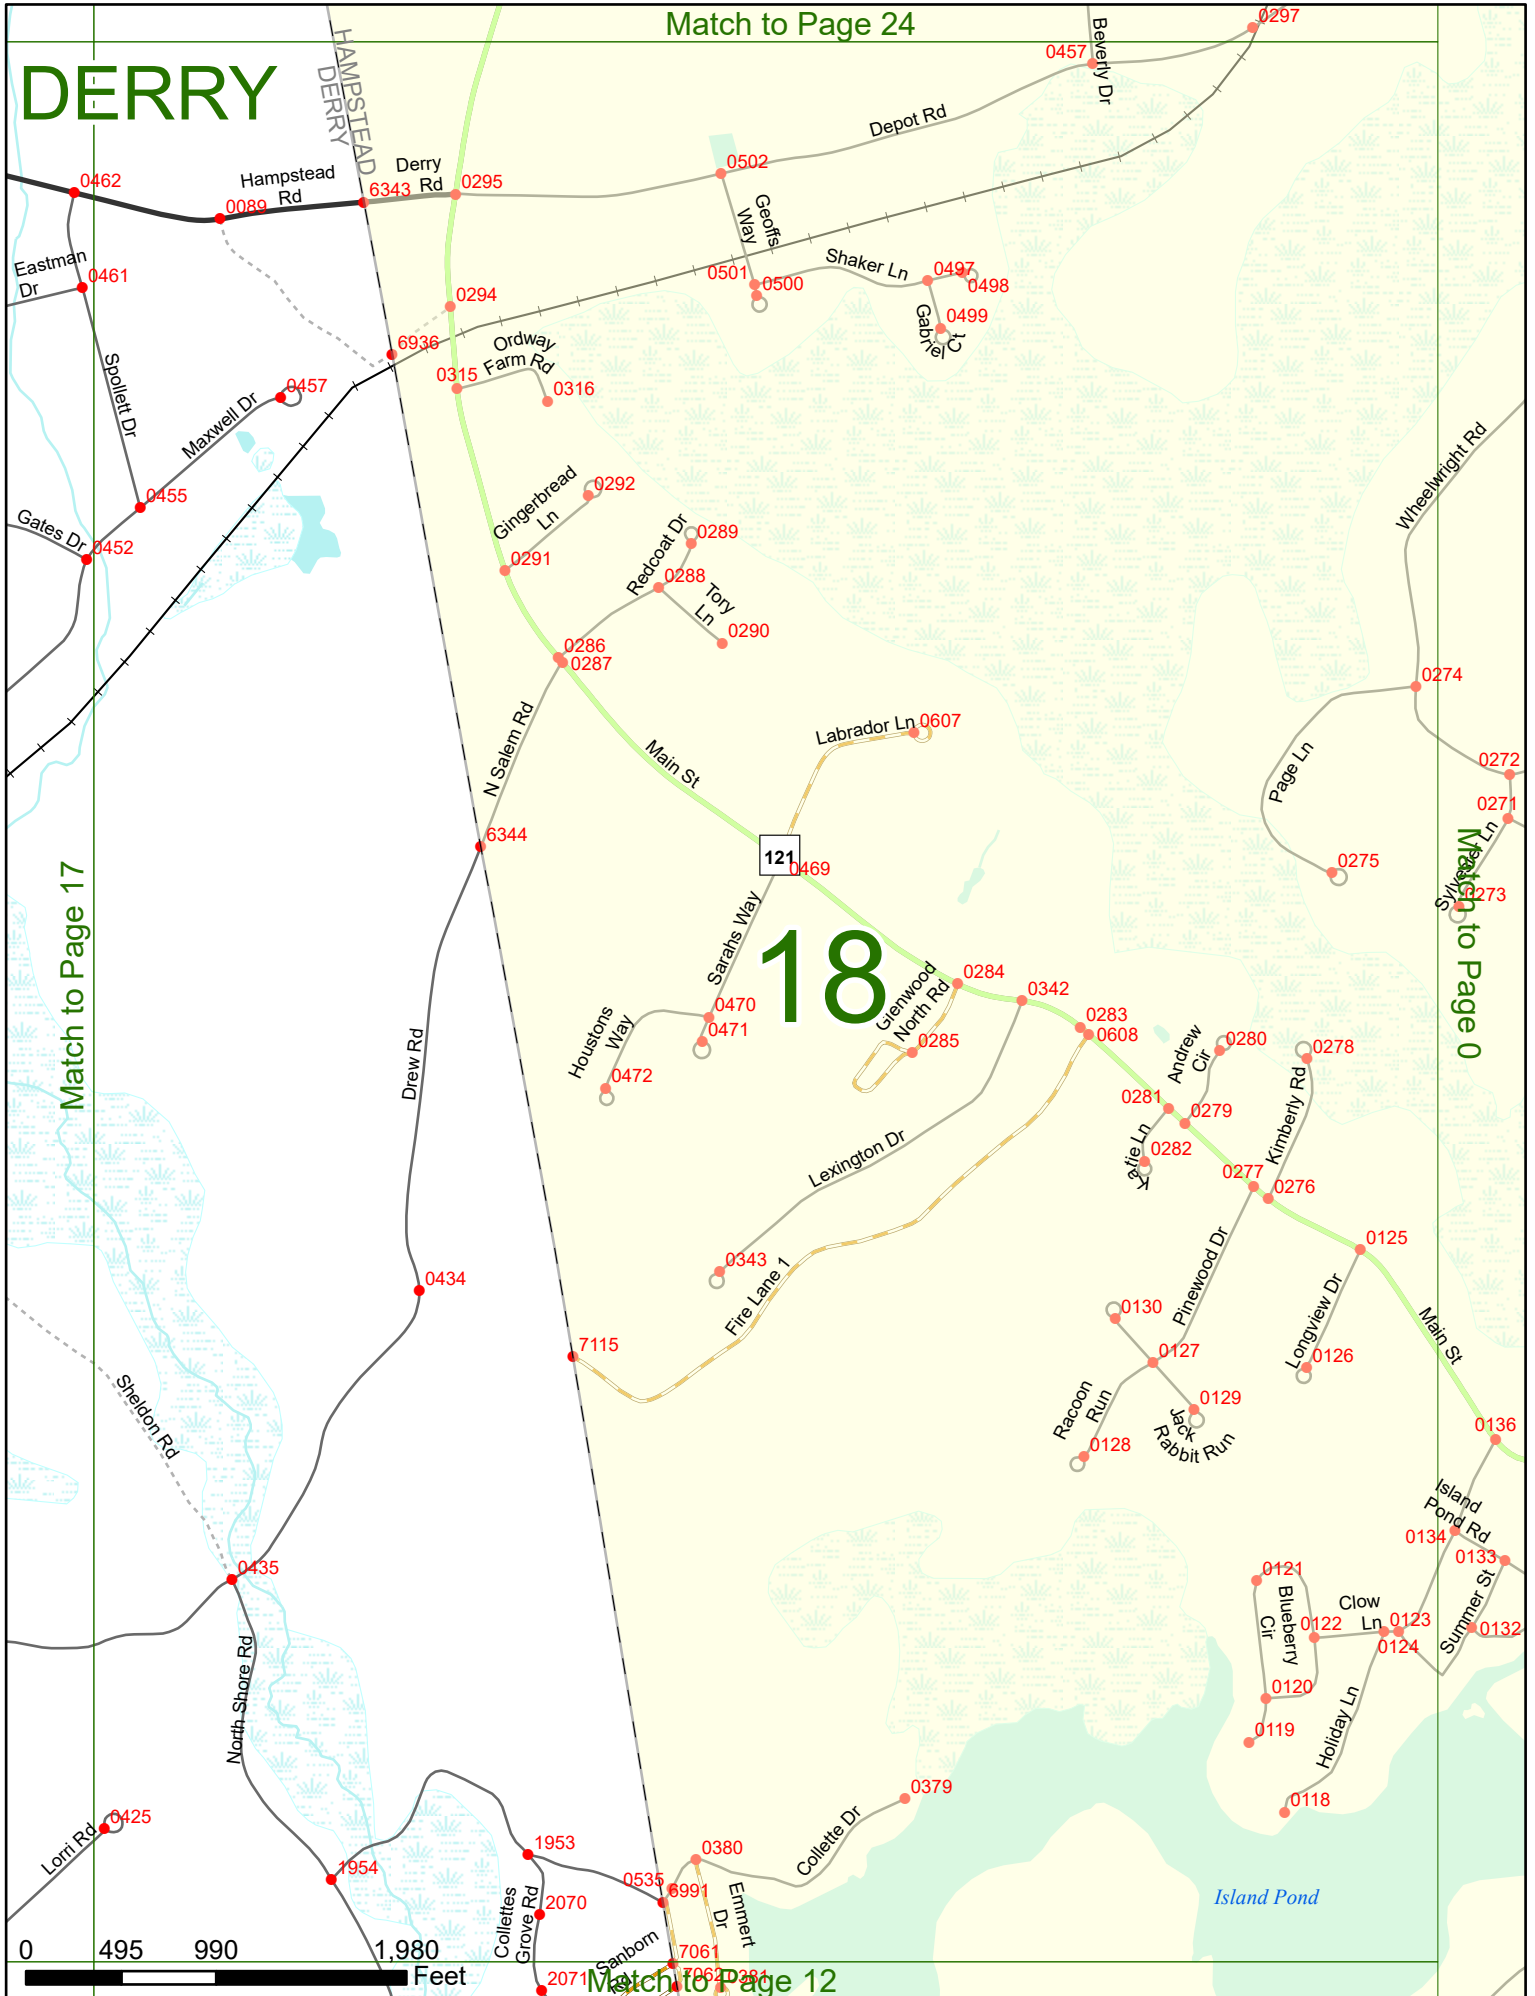 Match to Page 24
DERRY
HAMPSTEAD
DERRY
0297
0457
Beverly Dr
Depot Rd
0462
Hampstead
Rd
0089
6343
Derry
Rd
0295
0502
Geoffs
Way
Eastman
Dr
0461
0294
0501
0500
Shaker Ln
0497
0498
0499
Gabriel Ct
6936
Ordway
Farm Rd
0315
0316
Spollett Dr
Maxwell Dr
0457
0455
Gates Dr
0452
Gingerbread
Ln
0292
0291
Redcoat Dr
0289
0288
Tory
Ln
0290
0286
0287
Wheelwright Rd
0274
N Salem Rd
Main St
Labrador Ln
0607
Page Ln
0272
0271
6344
121
0469
0275
Sylvester Ln
0273
Match to Page 17
Match to Page 0
Sarahs Way
18
Glenwood
North Rd
0284
0342
0283
0608
0285
Houstons
Way
0470
0471
0472
Drew Rd
Andrew
Cir
0280
0278
0281
0279
Katie Ln
0282
Kimberly Rd
Lexington Dr
0277
0276
0343
Fire Lane 1
0125
Pinewood Dr
Longview Dr
Main St
0434
7115
0130
0127
0126
Racoon
Run
0129
Jack
Rabbit Run
0128
0136
Sheldon Rd
Island
Pond Rd
0134
0133
0435
0121
Blueberry
Cir
0122
Clow
Ln
0123
0124
Summer St
0132
North Shore Rd
0120
0119
Holiday Ln
0118
0379
Collette Dr
Lorri Rd
0425
1954
1953
0380
0535
6991
Collettes
Grove Rd
2070
Emmert
Dr
Island Pond
Sanborn
Rd
7061
7062
0381
2071
0 495 990 1,980
Feet
Match to Page 12